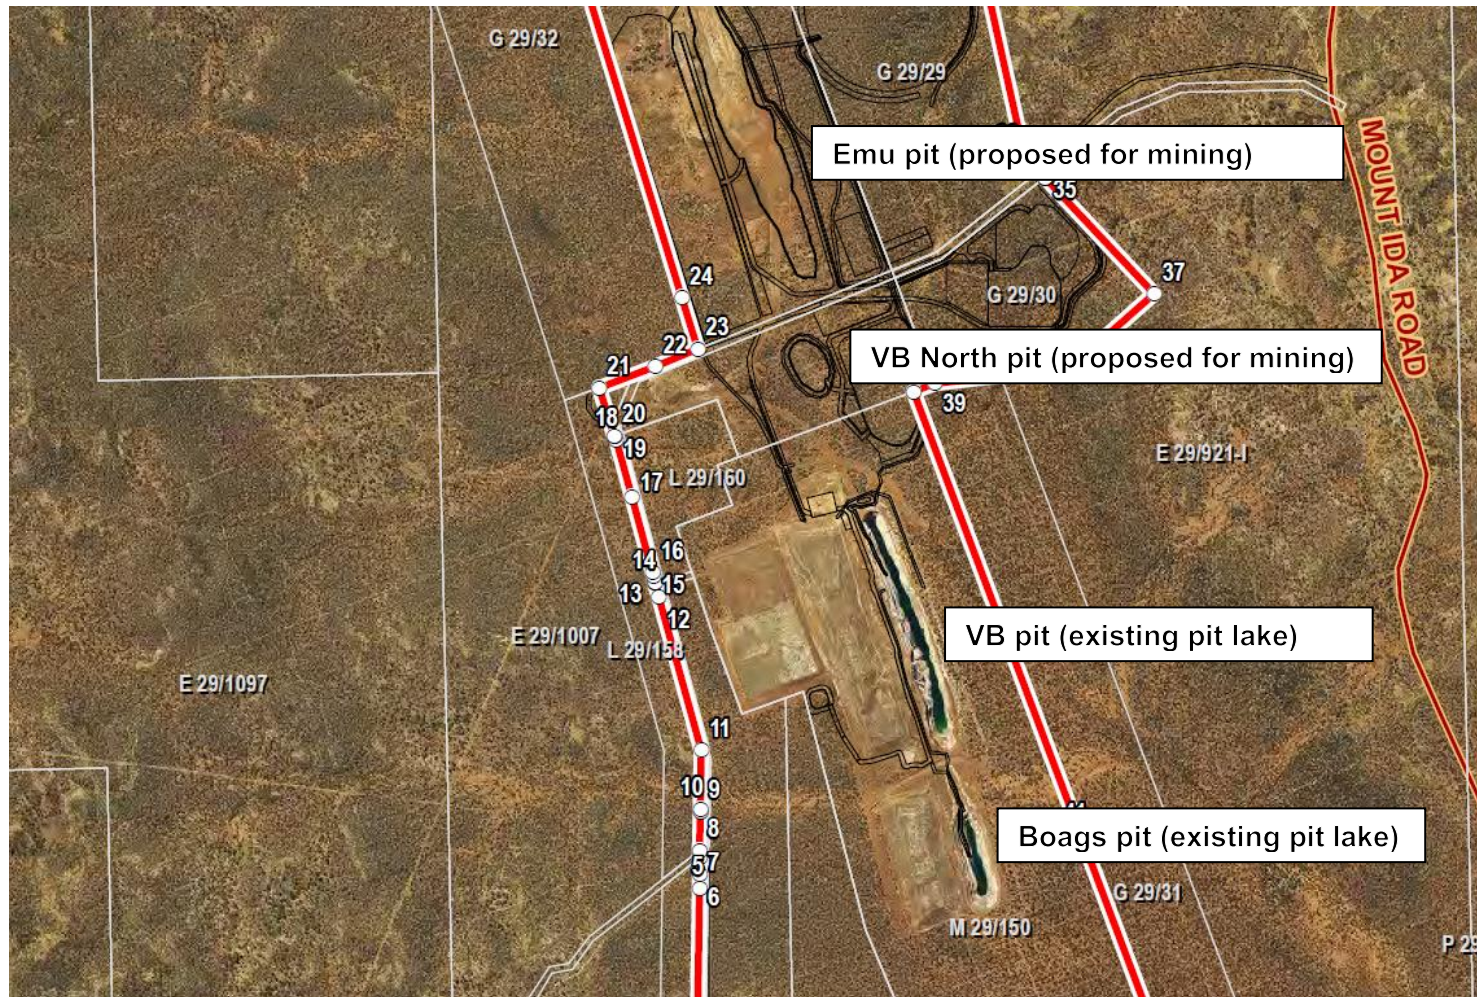 G 29/32
G 29/29
Emu pit (proposed for mining)
35
MOUNT IDA ROAD
24
37
G 29/30
23
22
VB North pit (proposed for mining)
21
39
18 20
19
E 29/921-I
17
L 29/160
16
14
15
13
12
E 29/1007
VB pit (existing pit lake)
L 29/158
E 29/1097
11
10 9
8
Boags pit (existing pit lake)
7
5
6
G 29/31
M 29/150
P 29